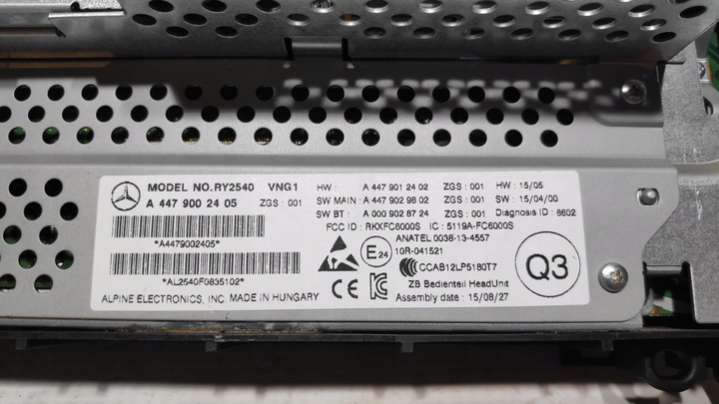 MODEL NO.RY2540 VNG1
A 447 900 2405 ZGS : 001
*A4479002405*
*AL2540F0835102*
ALPINE ELECTRONICS, INC. MADE IN HUNGARY
HW : A 447 901 24 02 ZGS : 001 HW : 15/05
SW MAIN : A 447 902 98 02 ZGS : 001 SW : 15/04/00
SW BT : A 000 902 87 24 ZGS : 001 Diagnosis ID : 8602
FCC ID : RKXFC6000S IC : 5119A-FC6000S
ANATEL 0038-13-4557
E24 10R-041521
CCAB12LP5180T7
CE
ZB Bedienteil HeadUnit
Assembly date : 15/08/27
Q3